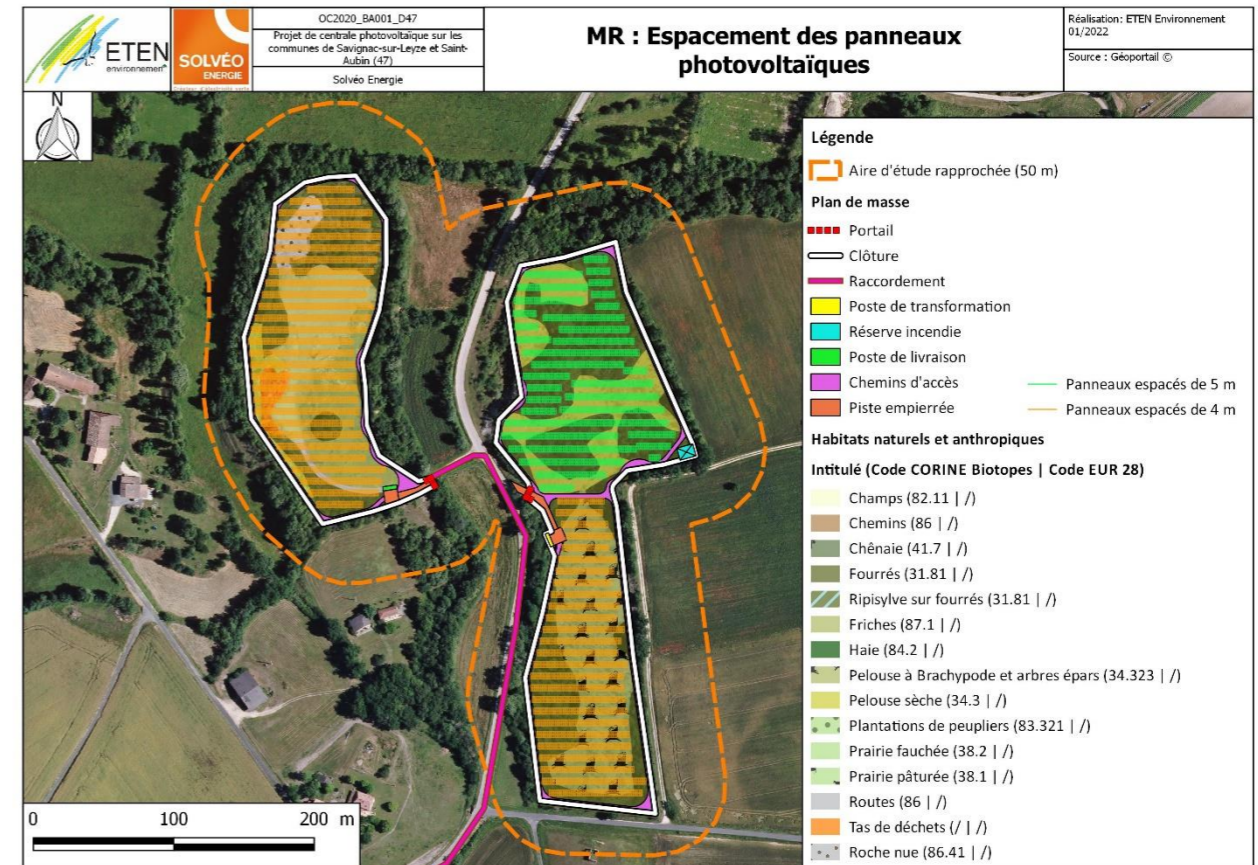 ETEN
environnement
SOLVÉO
ENERGIE
OC2020_BA001_D47
Projet de centrale photovoltaïque sur les
communes de Savignac-sur-Leyze et Saint-
Aubin (47)
Solvéo Energie
MR : Espacement des panneaux
photovoltaïques
Réalisation: ETEN Environnement
01/2022
Source : Géoportail ©
N
Légende
Aire d'étude rapprochée (50 m)
Plan de masse
Portail
Clôture
Raccordement
Poste de transformation
Réserve incendie
Poste de livraison
Chemins d'accès
Piste empierrée
Panneaux espacés de 5 m
Panneaux espacés de 4 m
Habitats naturels et anthropiques
Intitulé (Code CORINE Biotopes | Code EUR 28)
Champs (82.11 | /)
Chemins (86 | /)
Chênaie (41.7 | /)
Fourrés (31.81 | /)
Ripisylve sur fourrés (31.81 | /)
Friches (87.1 | /)
Haie (84.2 | /)
Pelouse à Brachypode et arbres épars (34.323 | /)
Pelouse sèche (34.3 | /)
Plantations de peupliers (83.321 | /)
Prairie fauchée (38.2 | /)
Prairie pâturée (38.1 | /)
Routes (86 | /)
Tas de déchets (/ | /)
Roche nue (86.41 | /)
0 100 200 m